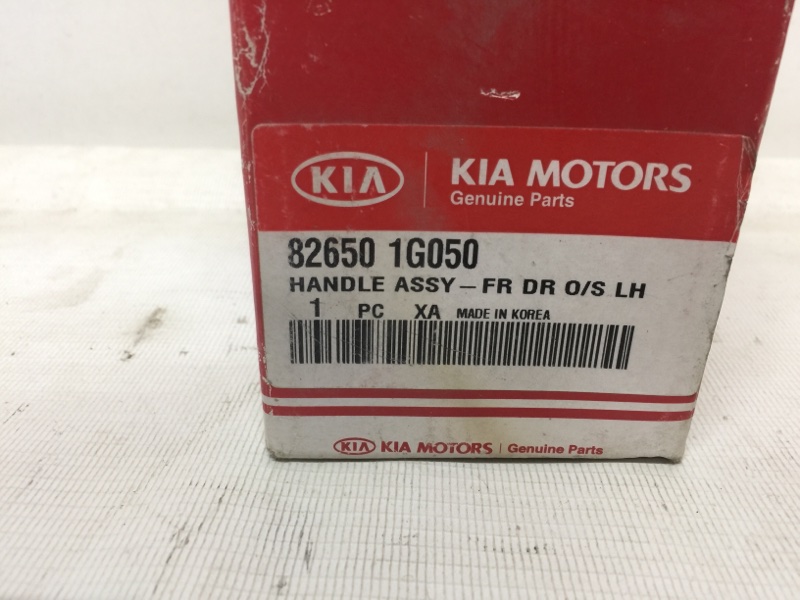 KIA
KIA MOTORS
Genuine Parts
82650 1G050
HANDLE ASSY-FR DR O/S LH
1 PC XA MADE IN KOREA
KIA KIA MOTORS | Genuine Parts